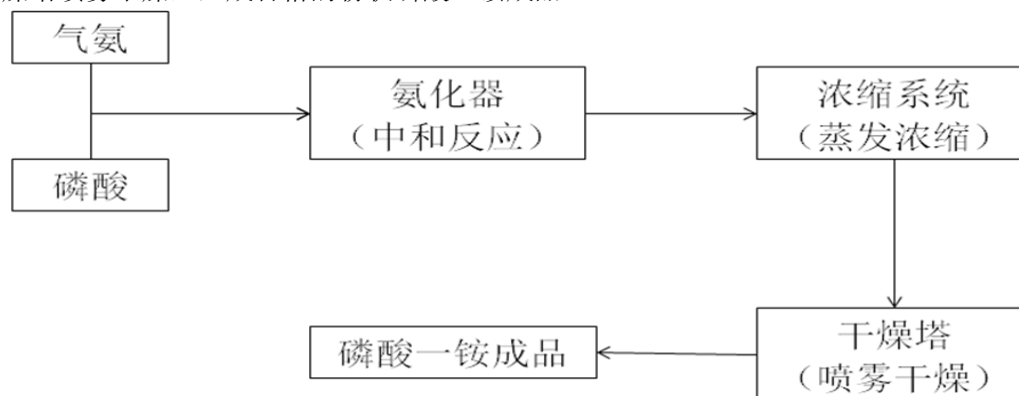 气氨
氨化器
（中和反应）
浓缩系统
（蒸发浓缩）
磷酸
磷酸一铵成品
干燥塔
（喷雾干燥）